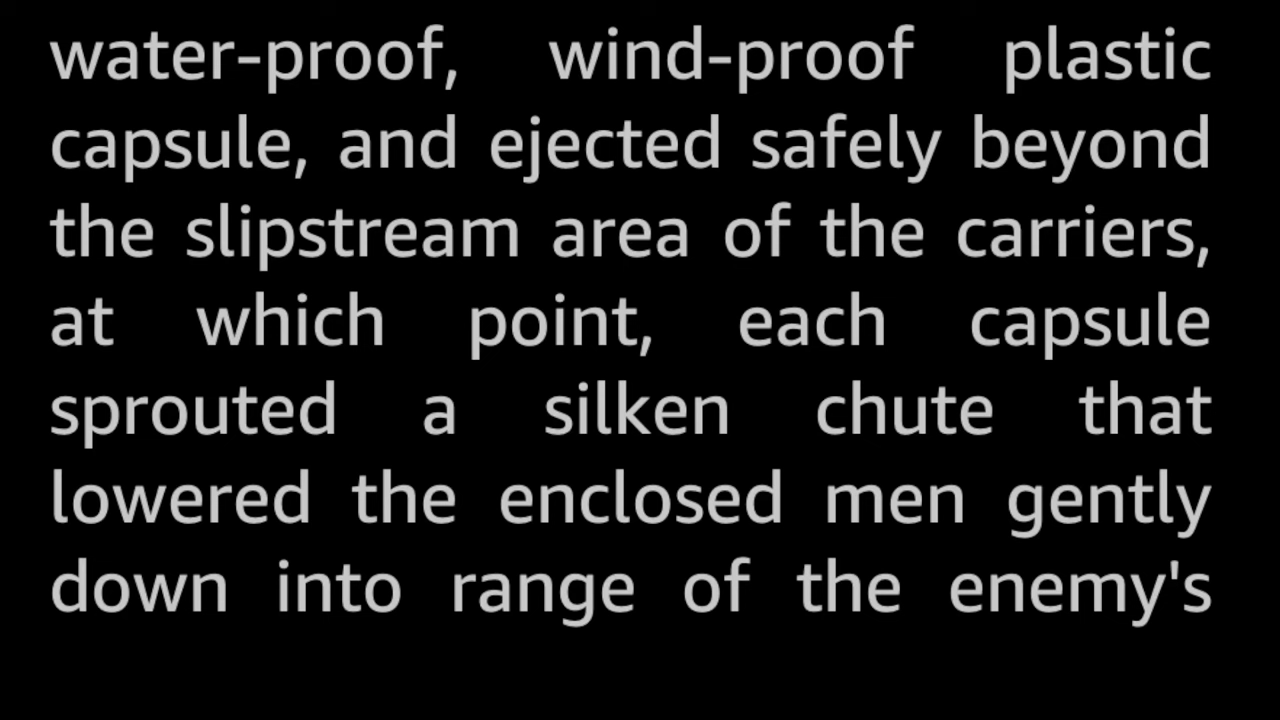 water-proof, wind-proof plastic
capsule, and ejected safely beyond
the slipstream area of the carriers,
at which point, each capsule
sprouted a silken chute that
lowered the enclosed men gently
down into range of the enemy's